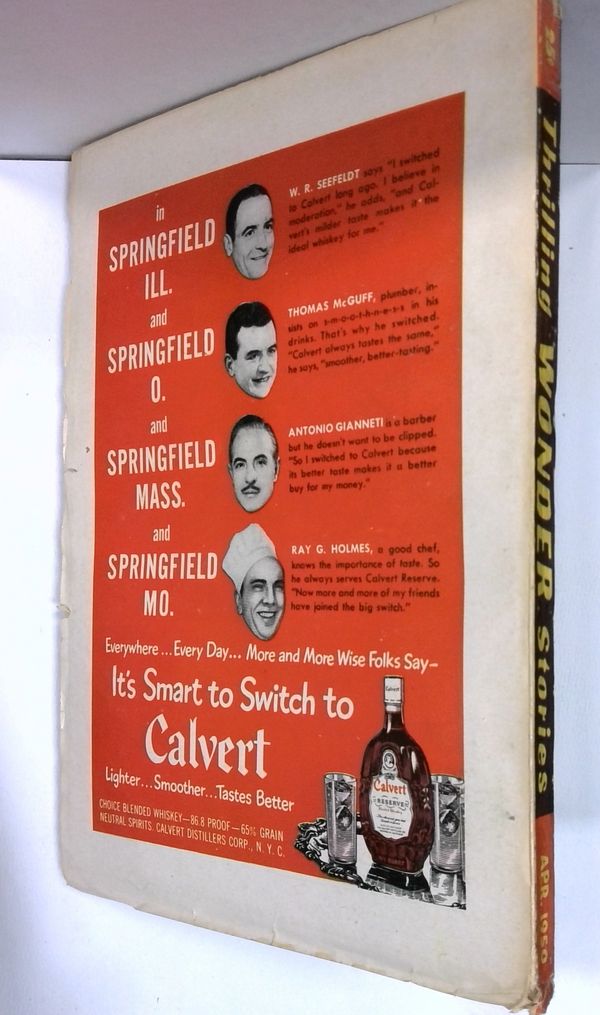 in
SPRINGFIELD
ILL.
and
SPRINGFIELD
O.
and
SPRINGFIELD
MASS.
and
SPRINGFIELD
MO.
W. R. SEEFELDT says "I switched
to Calvert long ago. I believe in
moderation," he adds, "and Cal-
vert's milder taste makes it the
ideal whiskey for me."
THOMAS McGUFF, plumber, in-
sists on s-m-o-o-t-h-n-e-s-s in his
drinks. That's why he switched.
"Calvert always tastes the same,"
he says, "smoother, better-tasting."
ANTONIO GIANNETI is a barber
but he doesn't want to be clipped.
"So I switched to Calvert because
its better taste makes it a better
buy for my money."
RAY G. HOLMES, a good chef,
knows the importance of taste. So
he always serves Calvert Reserve.
"Now more and more of my friends
have joined the big switch."
Everywhere...Every Day... More and More Wise Folks Say—
It's Smart to Switch to
Calvert
Lighter...Smoother...Tastes Better
CHOICE BLENDED WHISKEY—86.8 PROOF—65% GRAIN
NEUTRAL SPIRITS. CALVERT DISTILLERS CORP., N. Y. C.
Calvert
Calvert
RESERVE
25¢
Thrilling WONDER Stories
APR. 1950